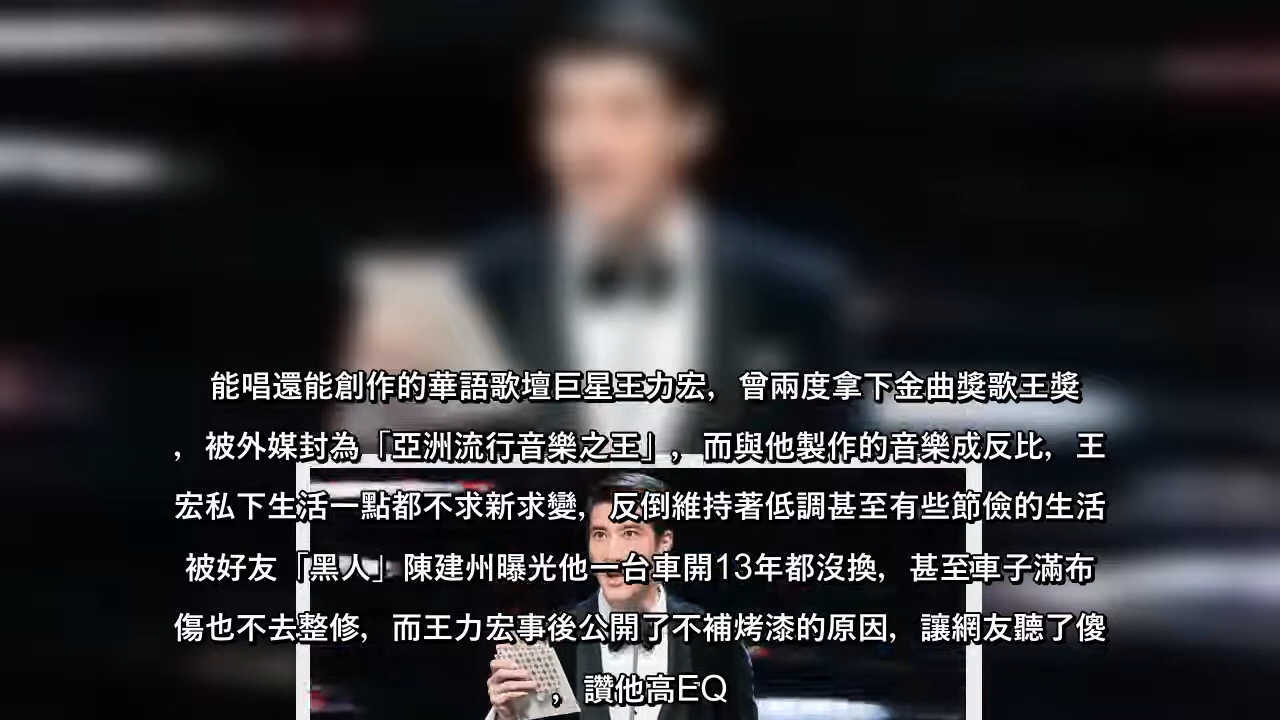 能唱還能創作的華語歌壇巨星王力宏，曾兩度拿下金曲獎歌王獎
，被外媒封為「亞洲流行音樂之王」，而與他製作的音樂成反比，王
宏私下生活一點都不求新求變，反倒維持著低調甚至有些節儉的生活
被好友「黑人」陳建州曝光他一台車開13年都沒換，甚至車子滿布
傷也不去整修，而王力宏事後公開了不補烤漆的原因，讓網友聽了傻
，讚他高EQ